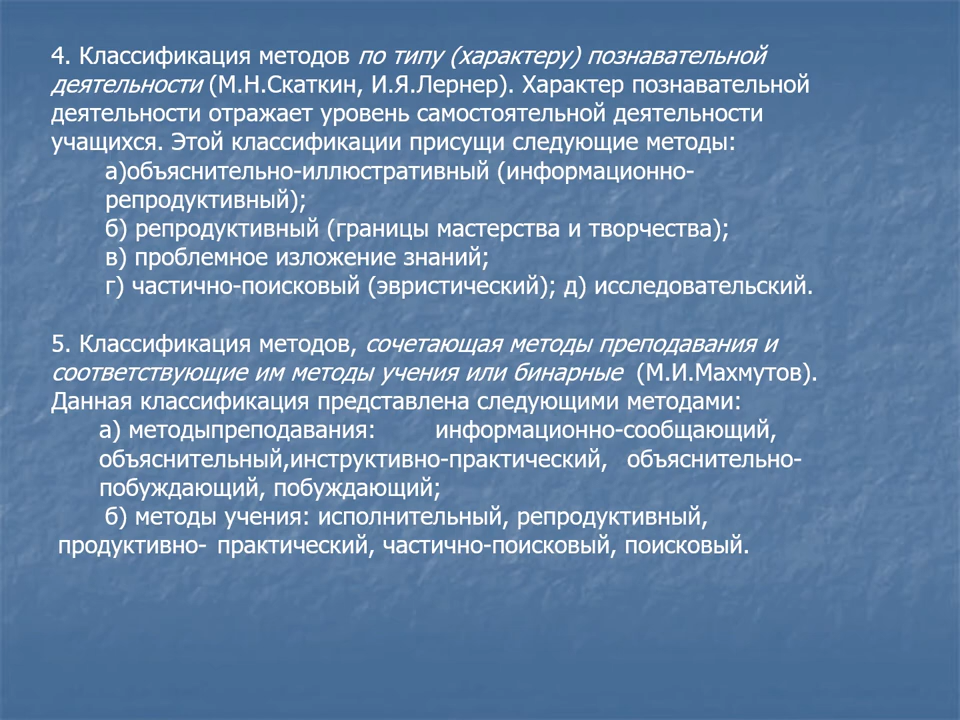 4. Классификация методов по типу (характеру) познавательной
деятельности (М.Н.Скаткин, И.Я.Лернер). Характер познавательной
деятельности отражает уровень самостоятельной деятельности
учащихся. Этой классификации присущи следующие методы:
а)объяснительно-иллюстративный (информационно-
репродуктивный);
б) репродуктивный (границы мастерства и творчества);
в) проблемное изложение знаний;
г) частично-поисковый (эвристический); д) исследовательский.
5. Классификация методов, сочетающая методы преподавания и
соответствующие им методы учения или бинарные (М.И.Махмутов).
Данная классификация представлена следующими методами:
а) методыпреподавания: информационно-сообщающий,
объяснительный,инструктивно-практический, объяснительно-
побуждающий, побуждающий;
б) методы учения: исполнительный, репродуктивный,
продуктивно- практический, частично-поисковый, поисковый.